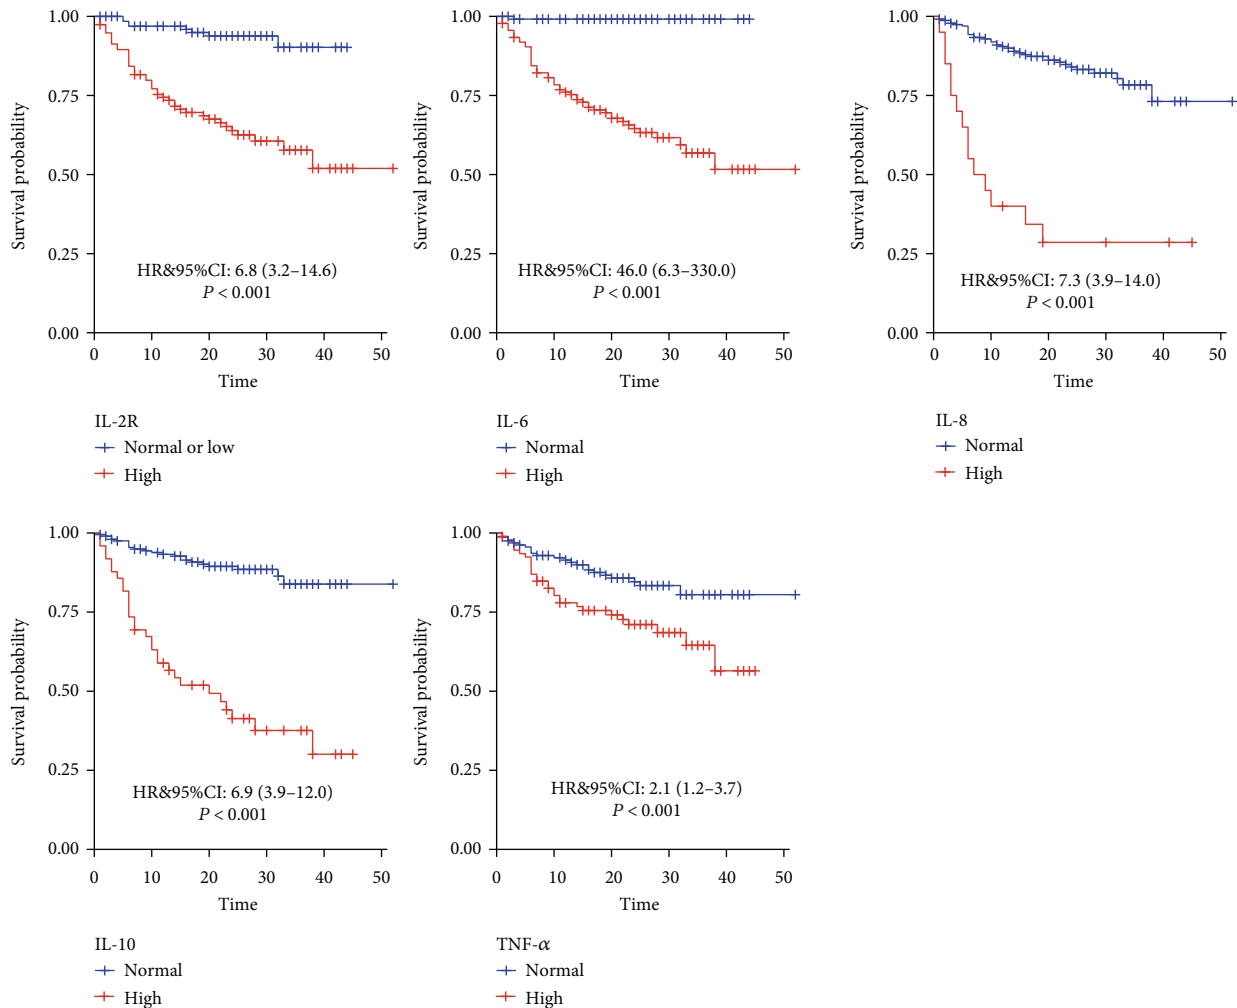 1.00
0.75
0.50
0.25
0.00
Survival probability
HR&95%CI: 6.8 (3.2–14.6)
P < 0.001
0 10 20 30 40 50
Time
IL-2R
Normal or low
High
1.00
0.75
0.50
0.25
0.00
Survival probability
HR&95%CI: 46.0 (6.3–330.0)
P < 0.001
0 10 20 30 40 50
Time
IL-6
Normal
High
1.00
0.75
0.50
0.25
0.00
Survival probability
HR&95%CI: 7.3 (3.9–14.0)
P < 0.001
0 10 20 30 40 50
Time
IL-8
Normal
High
1.00
0.75
0.50
0.25
0.00
Survival probability
HR&95%CI: 6.9 (3.9–12.0)
P < 0.001
0 10 20 30 40 50
Time
IL-10
Normal
High
1.00
0.75
0.50
0.25
0.00
Survival probability
HR&95%CI: 2.1 (1.2–3.7)
P < 0.001
0 10 20 30 40 50
Time
TNF-α
Normal
High